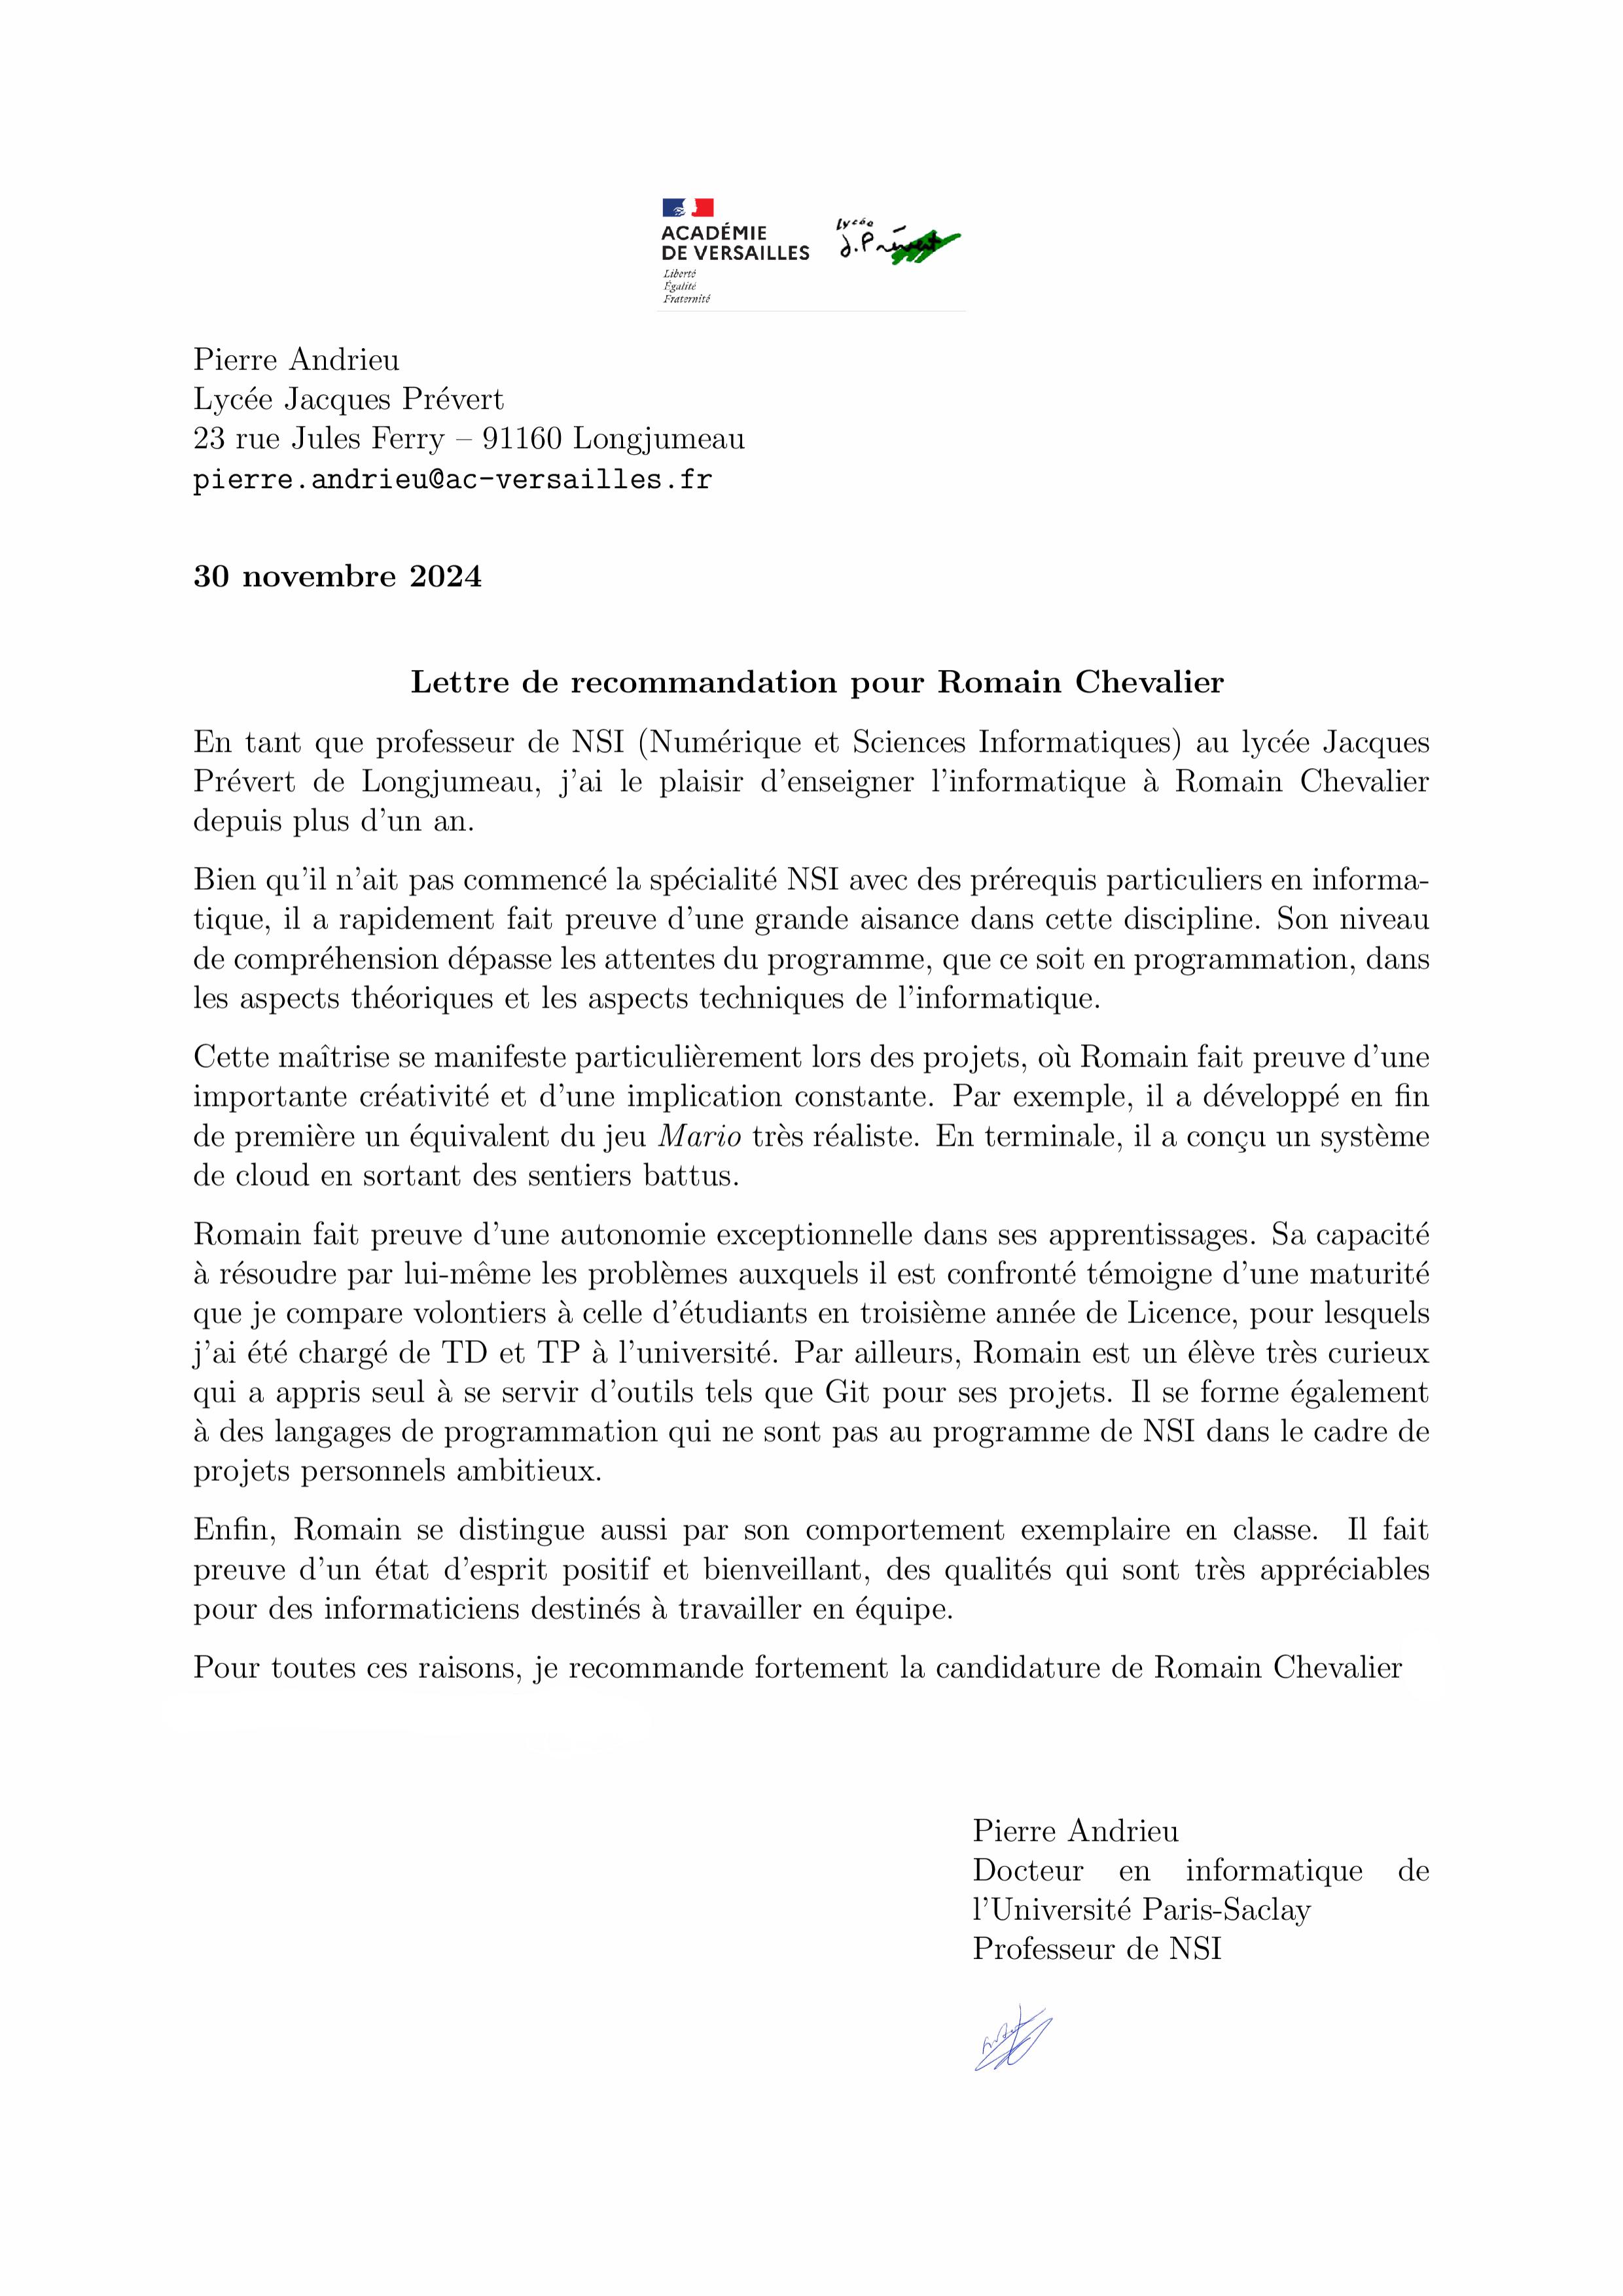 ACADÉMIE
DE VERSAILLES
Liberté
Égalité
Fraternité
lycée
J. Prévert
Pierre Andrieu
Lycée Jacques Prévert
23 rue Jules Ferry – 91160 Longjumeau
pierre.andrieu@ac-versailles.fr
30 novembre 2024
Lettre de recommandation pour Romain Chevalier
En tant que professeur de NSI (Numérique et Sciences Informatiques) au lycée Jacques
Prévert de Longjumeau, j'ai le plaisir d'enseigner l'informatique à Romain Chevalier
depuis plus d'un an.
Bien qu'il n'ait pas commencé la spécialité NSI avec des prérequis particuliers en informa-
tique, il a rapidement fait preuve d'une grande aisance dans cette discipline. Son niveau
de compréhension dépasse les attentes du programme, que ce soit en programmation, dans
les aspects théoriques et les aspects techniques de l'informatique.
Cette maîtrise se manifeste particulièrement lors des projets, où Romain fait preuve d'une
importante créativité et d'une implication constante. Par exemple, il a développé en fin
de première un équivalent du jeu Mario très réaliste. En terminale, il a conçu un système
de cloud en sortant des sentiers battus.
Romain fait preuve d'une autonomie exceptionnelle dans ses apprentissages. Sa capacité
à résoudre par lui-même les problèmes auxquels il est confronté témoigne d'une maturité
que je compare volontiers à celle d'étudiants en troisième année de Licence, pour lesquels
j'ai été chargé de TD et TP à l'université. Par ailleurs, Romain est un élève très curieux
qui a appris seul à se servir d'outils tels que Git pour ses projets. Il se forme également
à des langages de programmation qui ne sont pas au programme de NSI dans le cadre de
projets personnels ambitieux.
Enfin, Romain se distingue aussi par son comportement exemplaire en classe. Il fait
preuve d'un état d'esprit positif et bienveillant, des qualités qui sont très appréciables
pour des informaticiens destinés à travailler en équipe.
Pour toutes ces raisons, je recommande fortement la candidature de Romain Chevalier
Pierre Andrieu
Docteur en informatique de
l'Université Paris-Saclay
Professeur de NSI